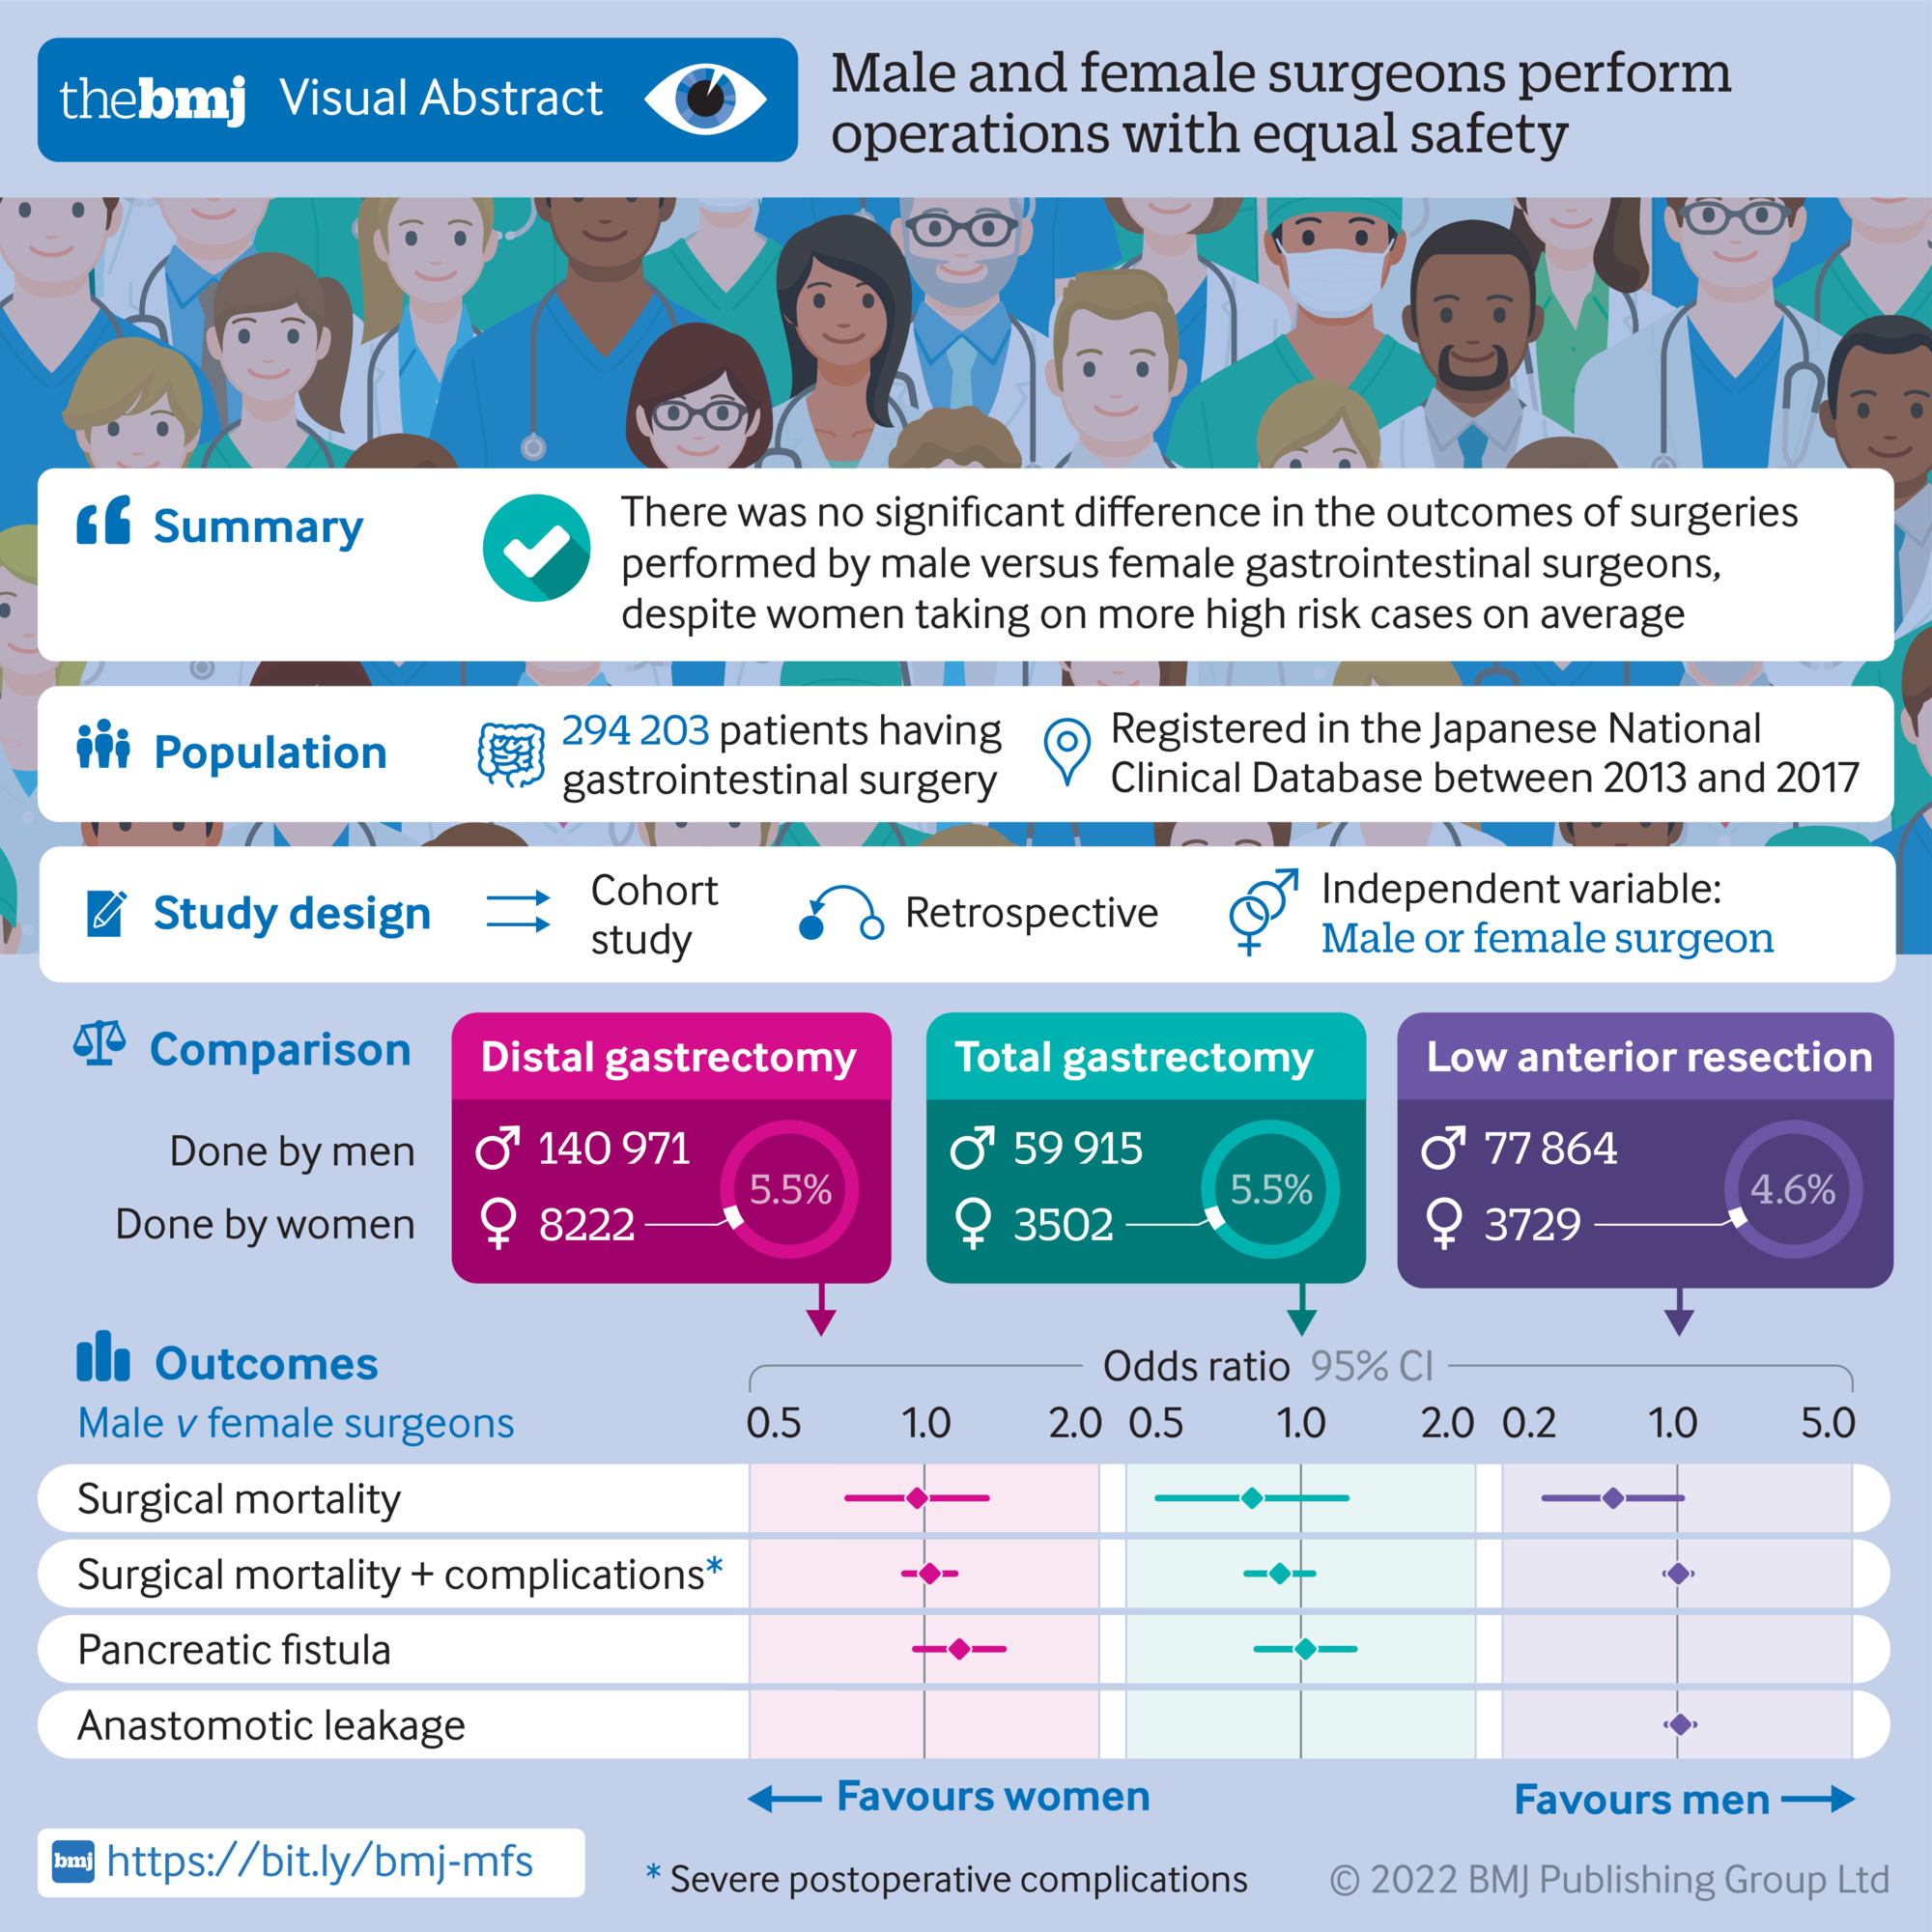 thebmj Visual Abstract
Male and female surgeons perform
operations with equal safety
Summary
There was no significant difference in the outcomes of surgeries
performed by male versus female gastrointestinal surgeons,
despite women taking on more high risk cases on average
Population
294 203 patients having
gastrointestinal surgery
Registered in the Japanese National
Clinical Database between 2013 and 2017
Study design
Cohort
study
Retrospective
Independent variable:
Male or female surgeon
Comparison
Done by men
Done by women
Distal gastrectomy
♂ 140 971
♀ 8222
5.5%
Total gastrectomy
♂ 59 915
♀ 3502
5.5%
Low anterior resection
♂ 77 864
♀ 3729
4.6%
Outcomes
Male v female surgeons
Odds ratio 95% CI
0.5 1.0 2.0 0.5 1.0 2.0 0.2 1.0 5.0
Surgical mortality
Surgical mortality + complications*
Pancreatic fistula
Anastomotic leakage
Favours women
Favours men
bmj https://bit.ly/bmj-mfs
* Severe postoperative complications
© 2022 BMJ Publishing Group Ltd